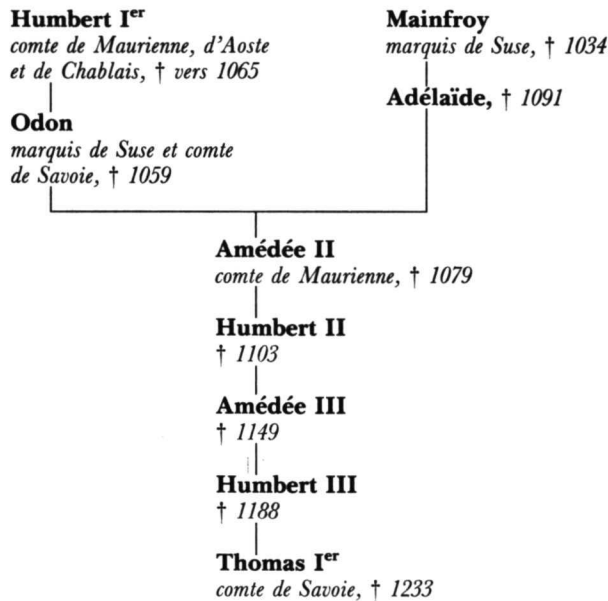 Humbert Iᵉʳ
comte de Maurienne, d'Aoste
et de Chablais, † vers 1065
Mainfroy
marquis de Suse, † 1034
Adélaïde, † 1091
Odon
marquis de Suse et comte
de Savoie, † 1059
Amédée II
comte de Maurienne, † 1079
Humbert II
† 1103
Amédée III
† 1149
Humbert III
† 1188
Thomas Iᵉʳ
comte de Savoie, † 1233